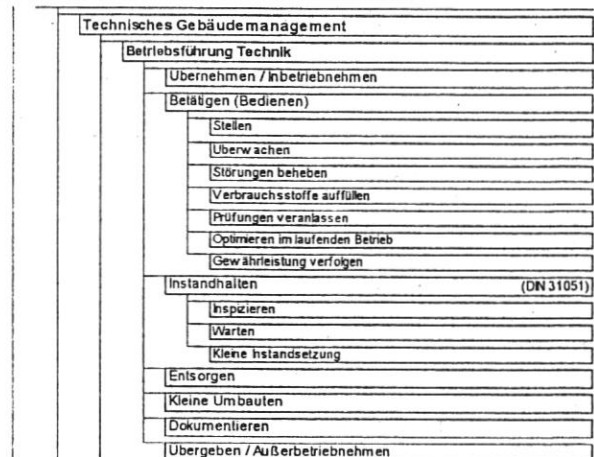 Technisches Gebäudemanagement
Betriebsführung Technik
Übernehmen / Inbetriebnehmen
Betätigen (Bedienen)
Stellen
Überwachen
Störungen beheben
Verbrauchsstoffe auffüllen
Prüfungen veranlassen
Optimieren im laufenden Betrieb
Gewährleistung verfolgen
Instandhalten (DIN 31051)
Inspizieren
Warten
Kleine Instandsetzung
Entsorgen
Kleine Umbauten
Dokumentieren
Übergeben / Außerbetriebnehmen